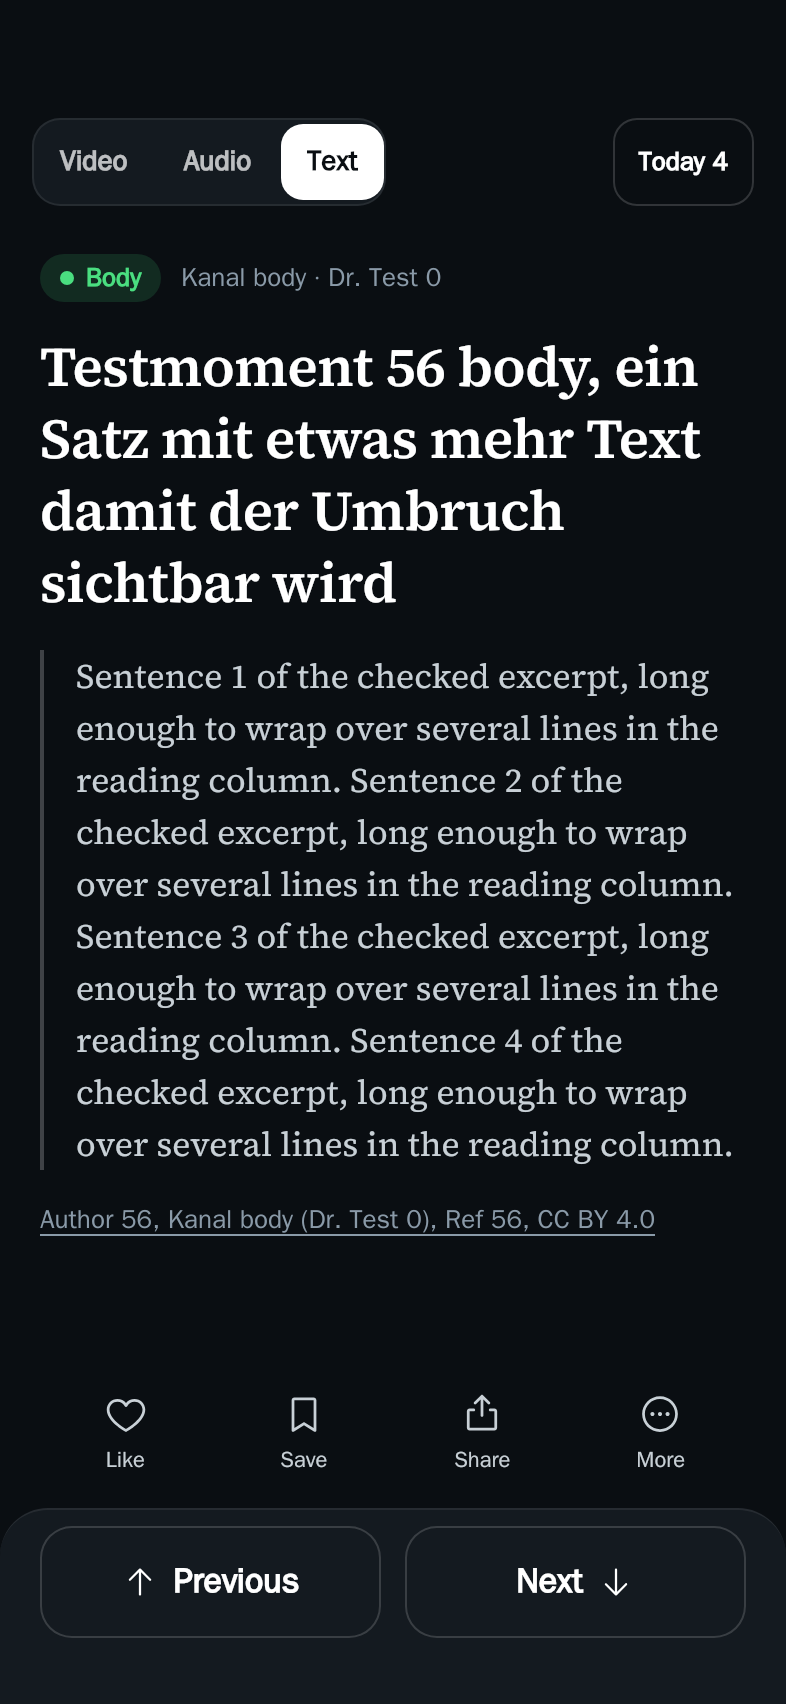 Video Audio Text Today 4
Body Kanal body · Dr. Test 0
Testmoment 56 body, ein
Satz mit etwas mehr Text
damit der Umbruch
sichtbar wird
Sentence 1 of the checked excerpt, long
enough to wrap over several lines in the
reading column. Sentence 2 of the
checked excerpt, long enough to wrap
over several lines in the reading column.
Sentence 3 of the checked excerpt, long
enough to wrap over several lines in the
reading column. Sentence 4 of the
checked excerpt, long enough to wrap
over several lines in the reading column.
Author 56, Kanal body (Dr. Test 0), Ref 56, CC BY 4.0
Like Save Share More
Previous Next